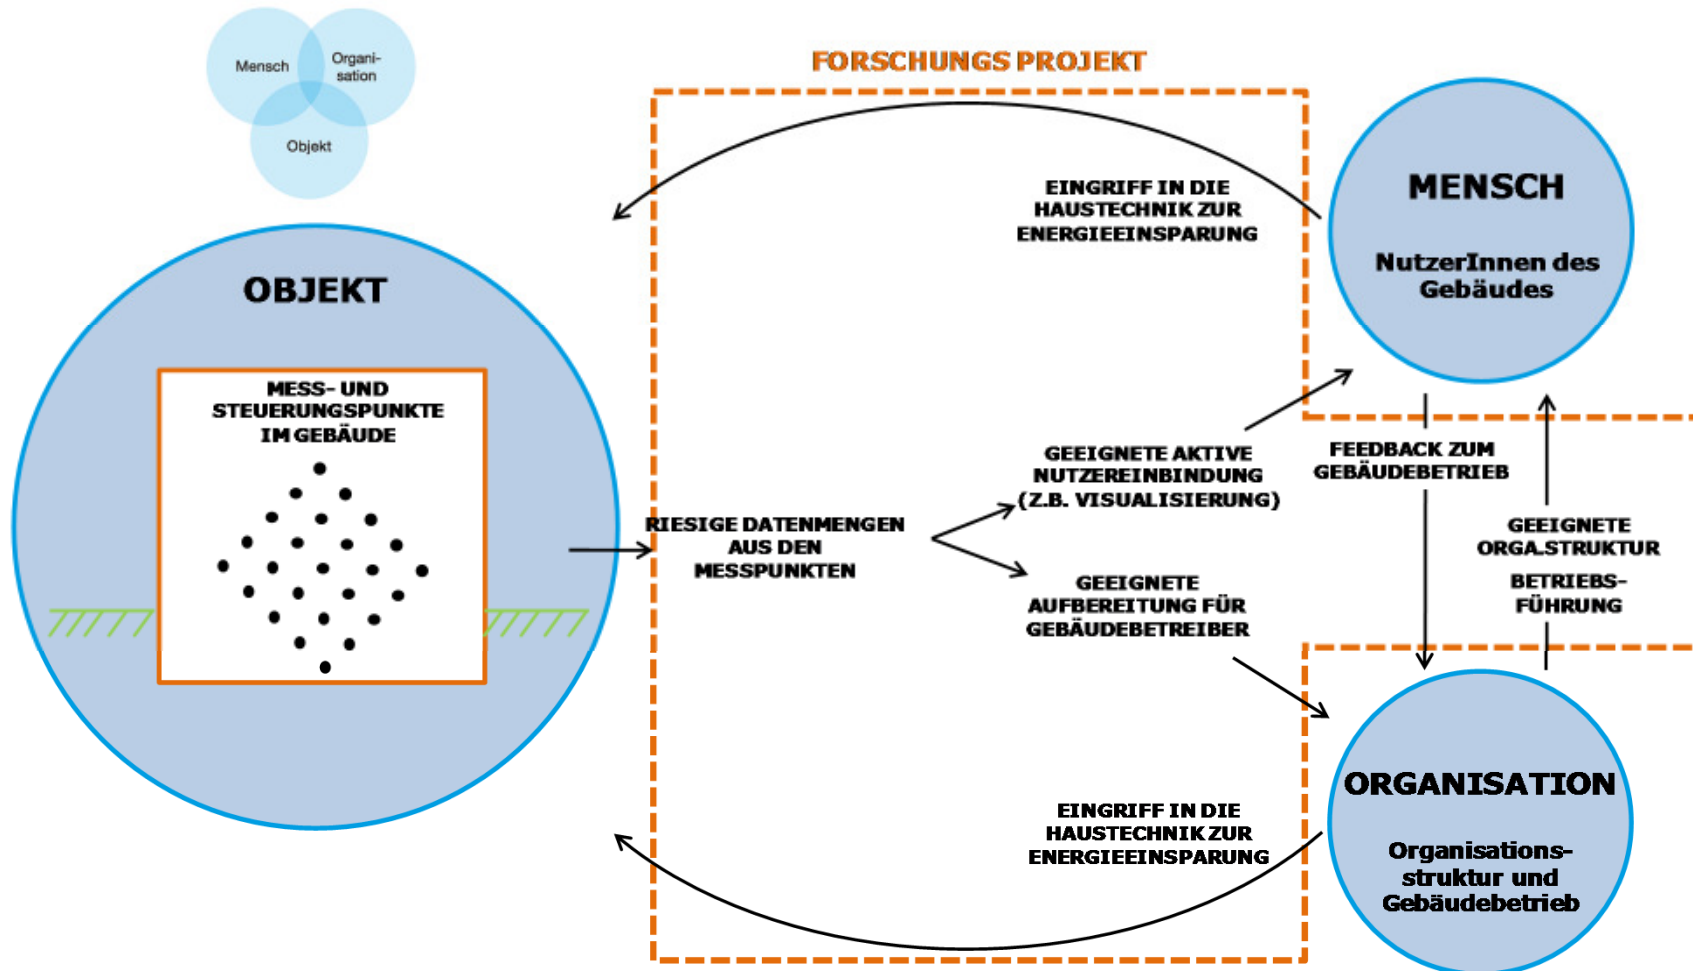 Mensch
Organi-
sation
Objekt
FORSCHUNGS PROJEKT
OBJEKT
MESS- UND
STEUERUNGSPUNKTE
IM GEBÄUDE
RIESIGE DATENMENGEN
AUS DEN
MESSPUNKTEN
EINGRIFF IN DIE
HAUSTECHNIK ZUR
ENERGIEEINSPARUNG
GEEIGNETE AKTIVE
NUTZEREINBINDUNG
(Z.B. VISUALISIERUNG)
GEEIGNETE
AUFBEREITUNG FÜR
GEBÄUDEBETREIBER
EINGRIFF IN DIE
HAUSTECHNIK ZUR
ENERGIEEINSPARUNG
MENSCH
NutzerInnen des
Gebäudes
FEEDBACK ZUM
GEBÄUDEBETRIEB
GEEIGNETE
ORGA.STRUKTUR
BETRIEBS-
FÜHRUNG
ORGANISATION
Organisations-
struktur und
Gebäudebetrieb